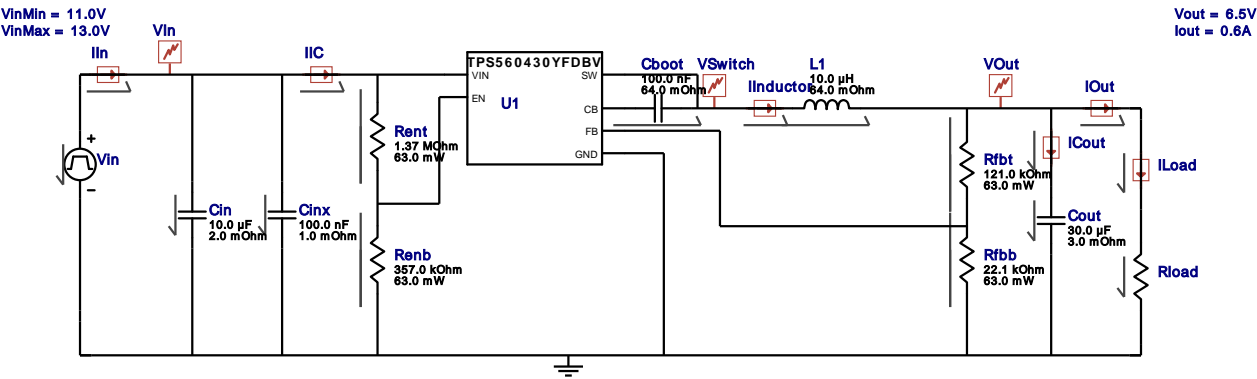 VinMin = 11.0V
VinMax = 13.0V
Vout = 6.5V
Iout = 0.6A
VIn
IIn
IIC
TPS560430YFDBV
VIN
EN
U1
SW
CB
FB
GND
Cboot
100.0 nF
64.0 mOhm
VSwitch
IInductor
L1
10.0 µH
64.0 mOhm
VOut
IOut
ICout
ILoad
+
Vin
−
Cin
10.0 µF
2.0 mOhm
Cinx
100.0 nF
1.0 mOhm
Rent
1.37 MOhm
63.0 mW
Renb
357.0 kOhm
63.0 mW
Rfbt
121.0 kOhm
63.0 mW
Rfbb
22.1 kOhm
63.0 mW
Cout
30.0 µF
3.0 mOhm
Rload